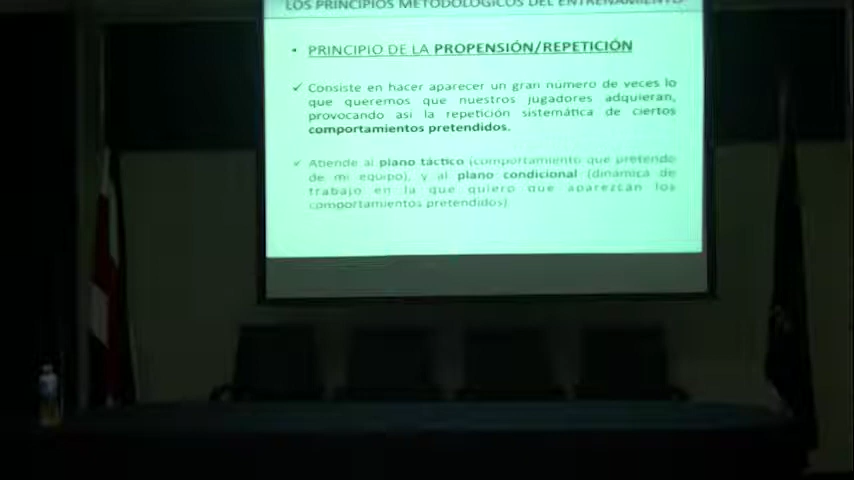 LOS PRINCIPIOS METODOLÓGICOS DEL ENTRENAMIENTO
• PRINCIPIO DE LA PROPENSIÓN/REPETICIÓN
✓ Consiste en hacer aparecer un gran número de veces lo
que queremos que nuestros jugadores adquieran,
provocando así la repetición sistemática de ciertos
comportamientos pretendidos.
✓ Atiende al plano táctico (comportamiento que pretendo
de mi equipo), y al plano condicional (dinámica de
trabajo en la que quiero que aparezcan los
comportamientos pretendidos)